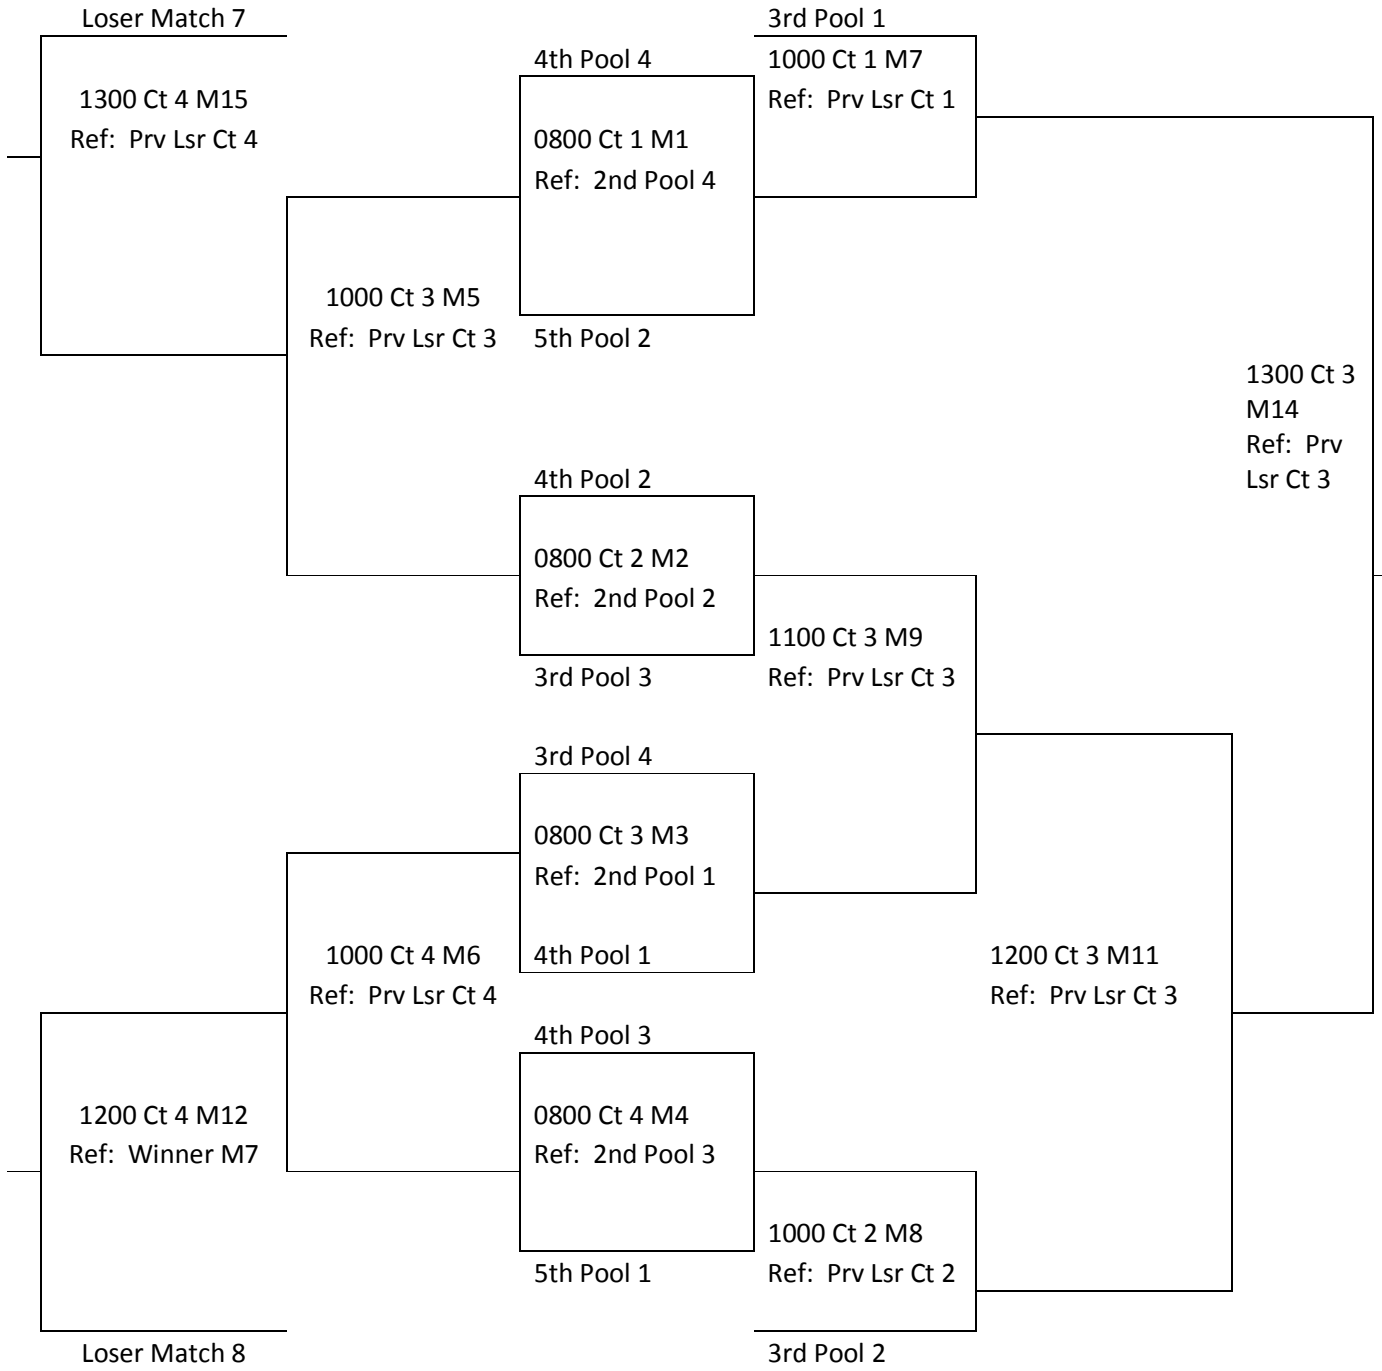 Loser Match 7
3rd Pool 1
4th Pool 4
1000 Ct 1 M7
Ref:  Prv Lsr Ct 1
1300 Ct 4 M15
Ref:  Prv Lsr Ct 4
0800 Ct 1 M1
Ref:  2nd Pool 4
1000 Ct 3 M5
Ref:  Prv Lsr Ct 3
5th Pool 2
1300 Ct 3
M14
Ref:  Prv
Lsr Ct 3
4th Pool 2
0800 Ct 2 M2
Ref:  2nd Pool 2
3rd Pool 3
1100 Ct 3 M9
Ref:  Prv Lsr Ct 3
3rd Pool 4
0800 Ct 3 M3
Ref:  2nd Pool 1
4th Pool 1
1000 Ct 4 M6
Ref:  Prv Lsr Ct 4
1200 Ct 3 M11
Ref:  Prv Lsr Ct 3
4th Pool 3
1200 Ct 4 M12
Ref:  Winner M7
0800 Ct 4 M4
Ref:  2nd Pool 3
5th Pool 1
1000 Ct 2 M8
Ref:  Prv Lsr Ct 2
Loser Match 8
3rd Pool 2